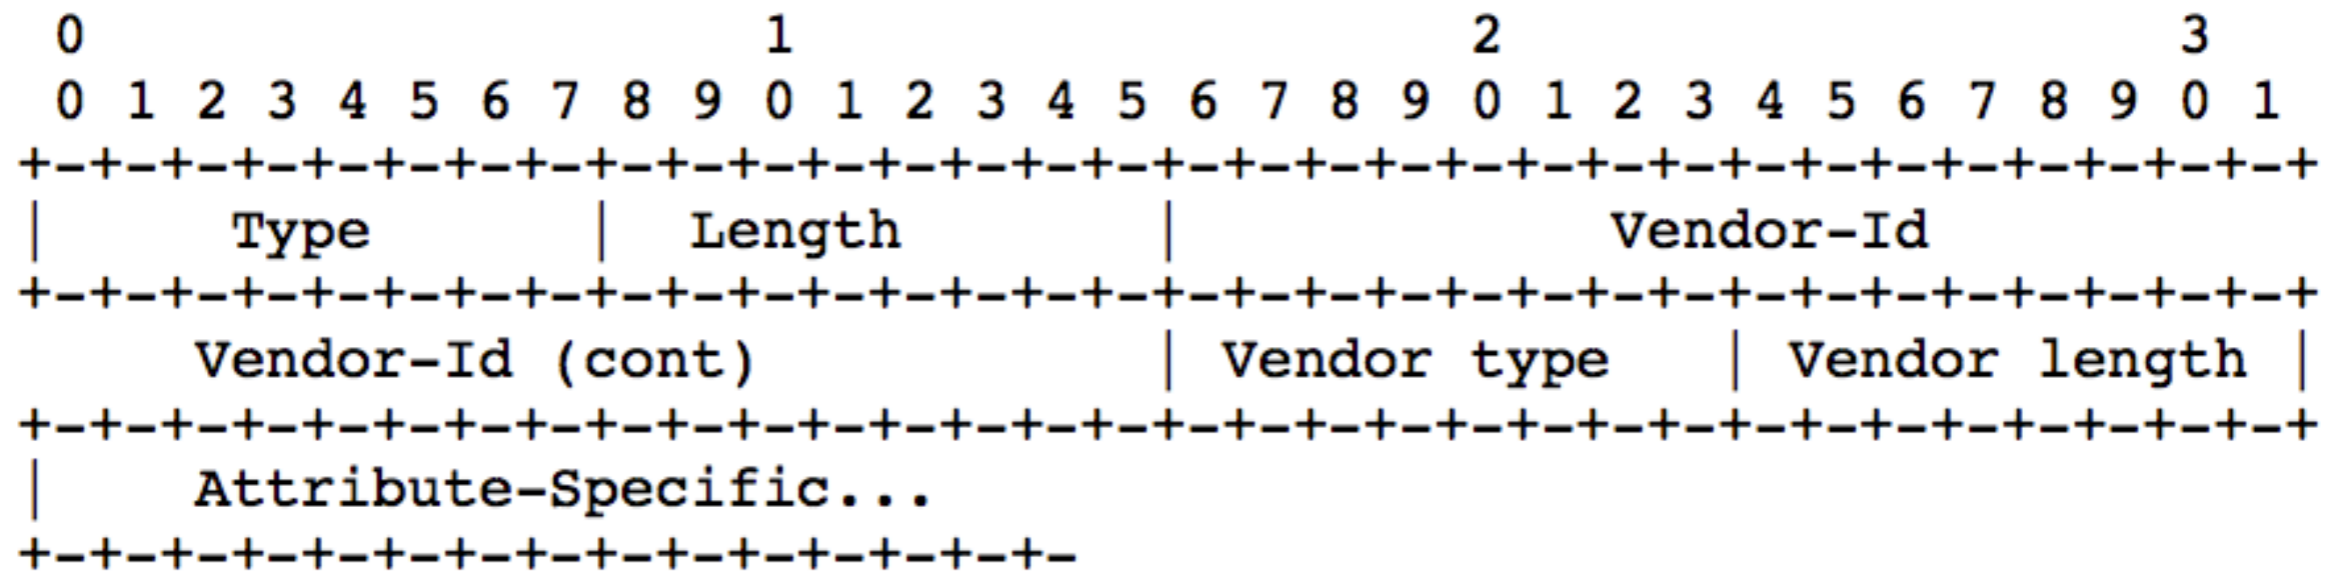 0                   1                   2                   3
0 1 2 3 4 5 6 7 8 9 0 1 2 3 4 5 6 7 8 9 0 1 2 3 4 5 6 7 8 9 0 1
+-+-+-+-+-+-+-+-+-+-+-+-+-+-+-+-+-+-+-+-+-+-+-+-+-+-+-+-+-+-+-+-+
|     Type      |  Length       |            Vendor-Id
+-+-+-+-+-+-+-+-+-+-+-+-+-+-+-+-+-+-+-+-+-+-+-+-+-+-+-+-+-+-+-+-+
     Vendor-Id (cont)           | Vendor type   | Vendor length |
+-+-+-+-+-+-+-+-+-+-+-+-+-+-+-+-+-+-+-+-+-+-+-+-+-+-+-+-+-+-+-+-+
|    Attribute-Specific...
+-+-+-+-+-+-+-+-+-+-+-+-+-+-+-